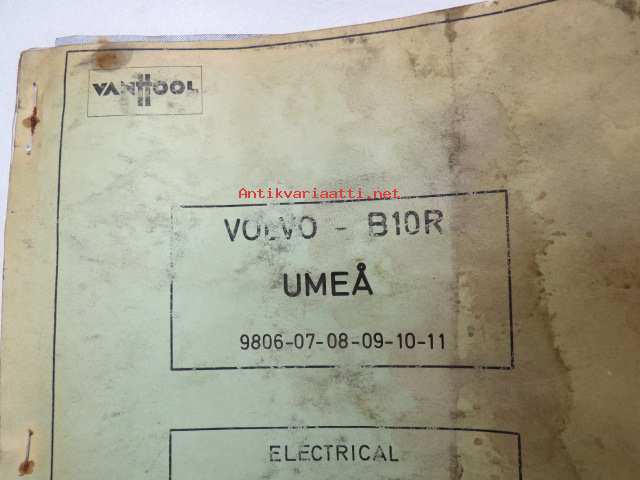 VANHOOL
Antikvariaatti.net
VOLVO - B10R
UMEÅ
9806-07-08-09-10-11
ELECTRICAL